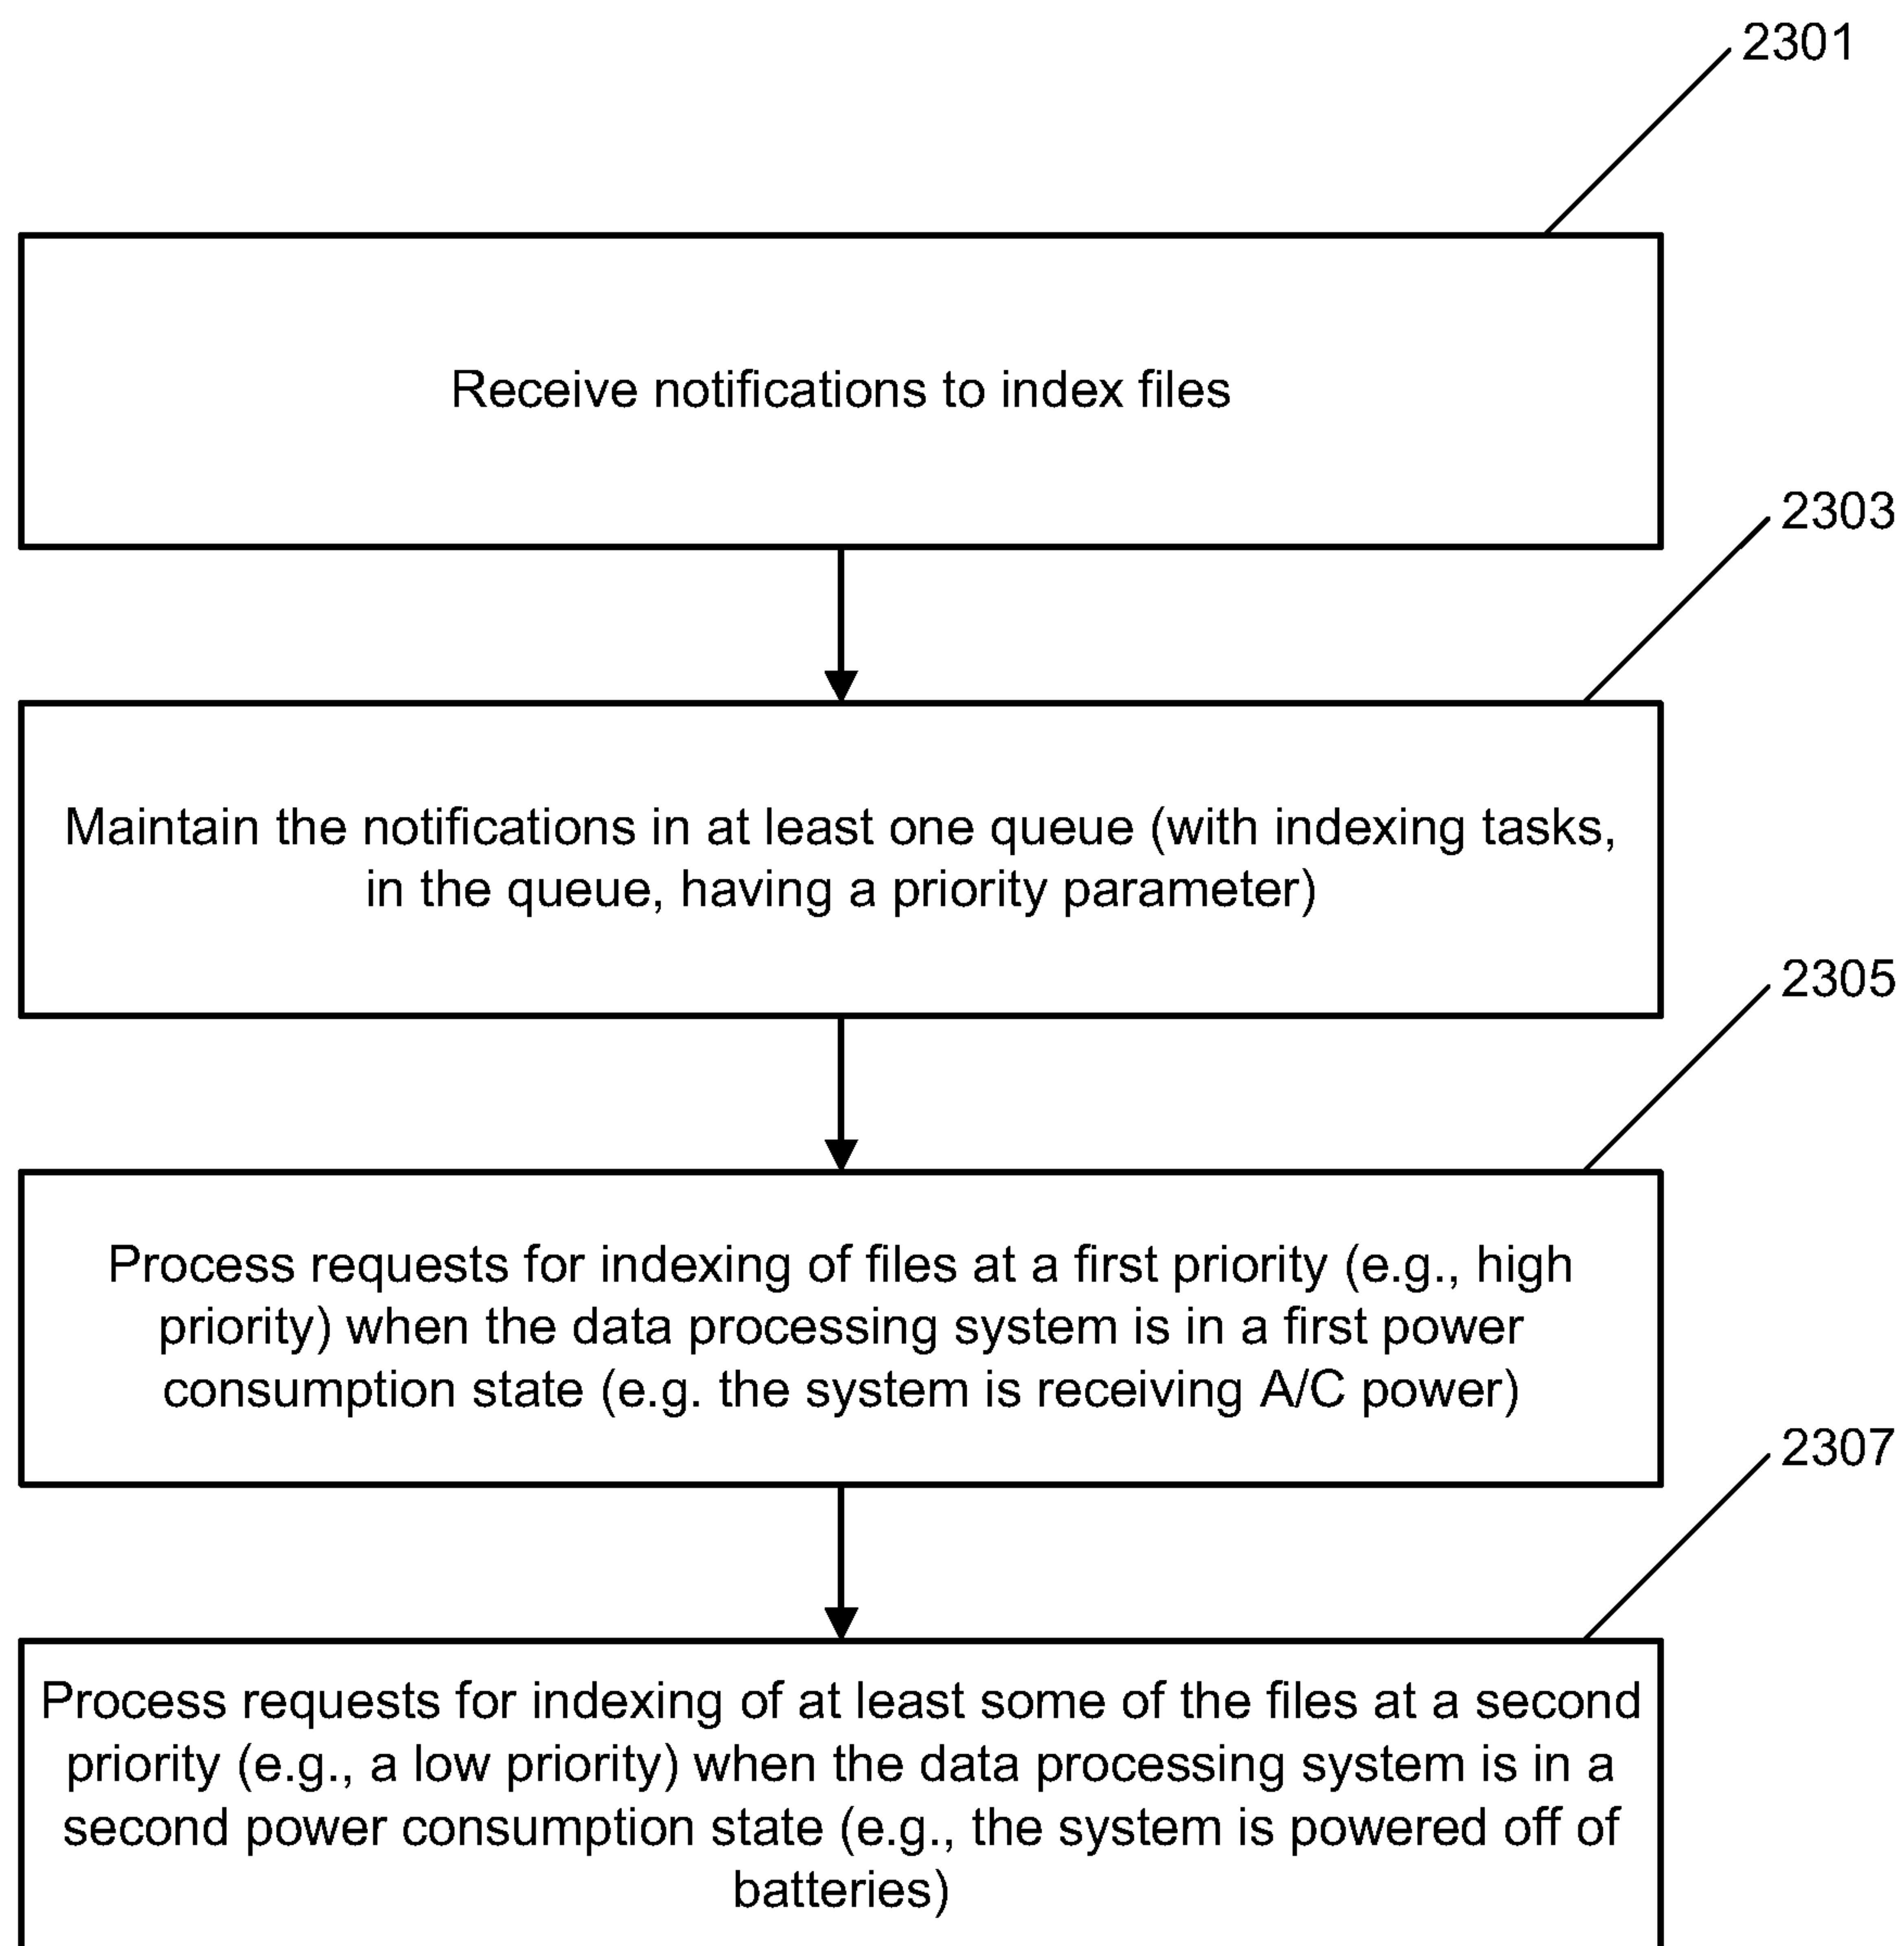 2301
Receive notifications to index files
2303
Maintain the notifications in at least one queue (with indexing tasks,
in the queue, having a priority parameter)
2305
Process requests for indexing of files at a first priority (e.g., high
priority) when the data processing system is in a first power
consumption state (e.g. the system is receiving A/C power)
2307
Process requests for indexing of at least some of the files at a second
priority (e.g., a low priority) when the data processing system is in a
second power consumption state (e.g., the system is powered off of
batteries)